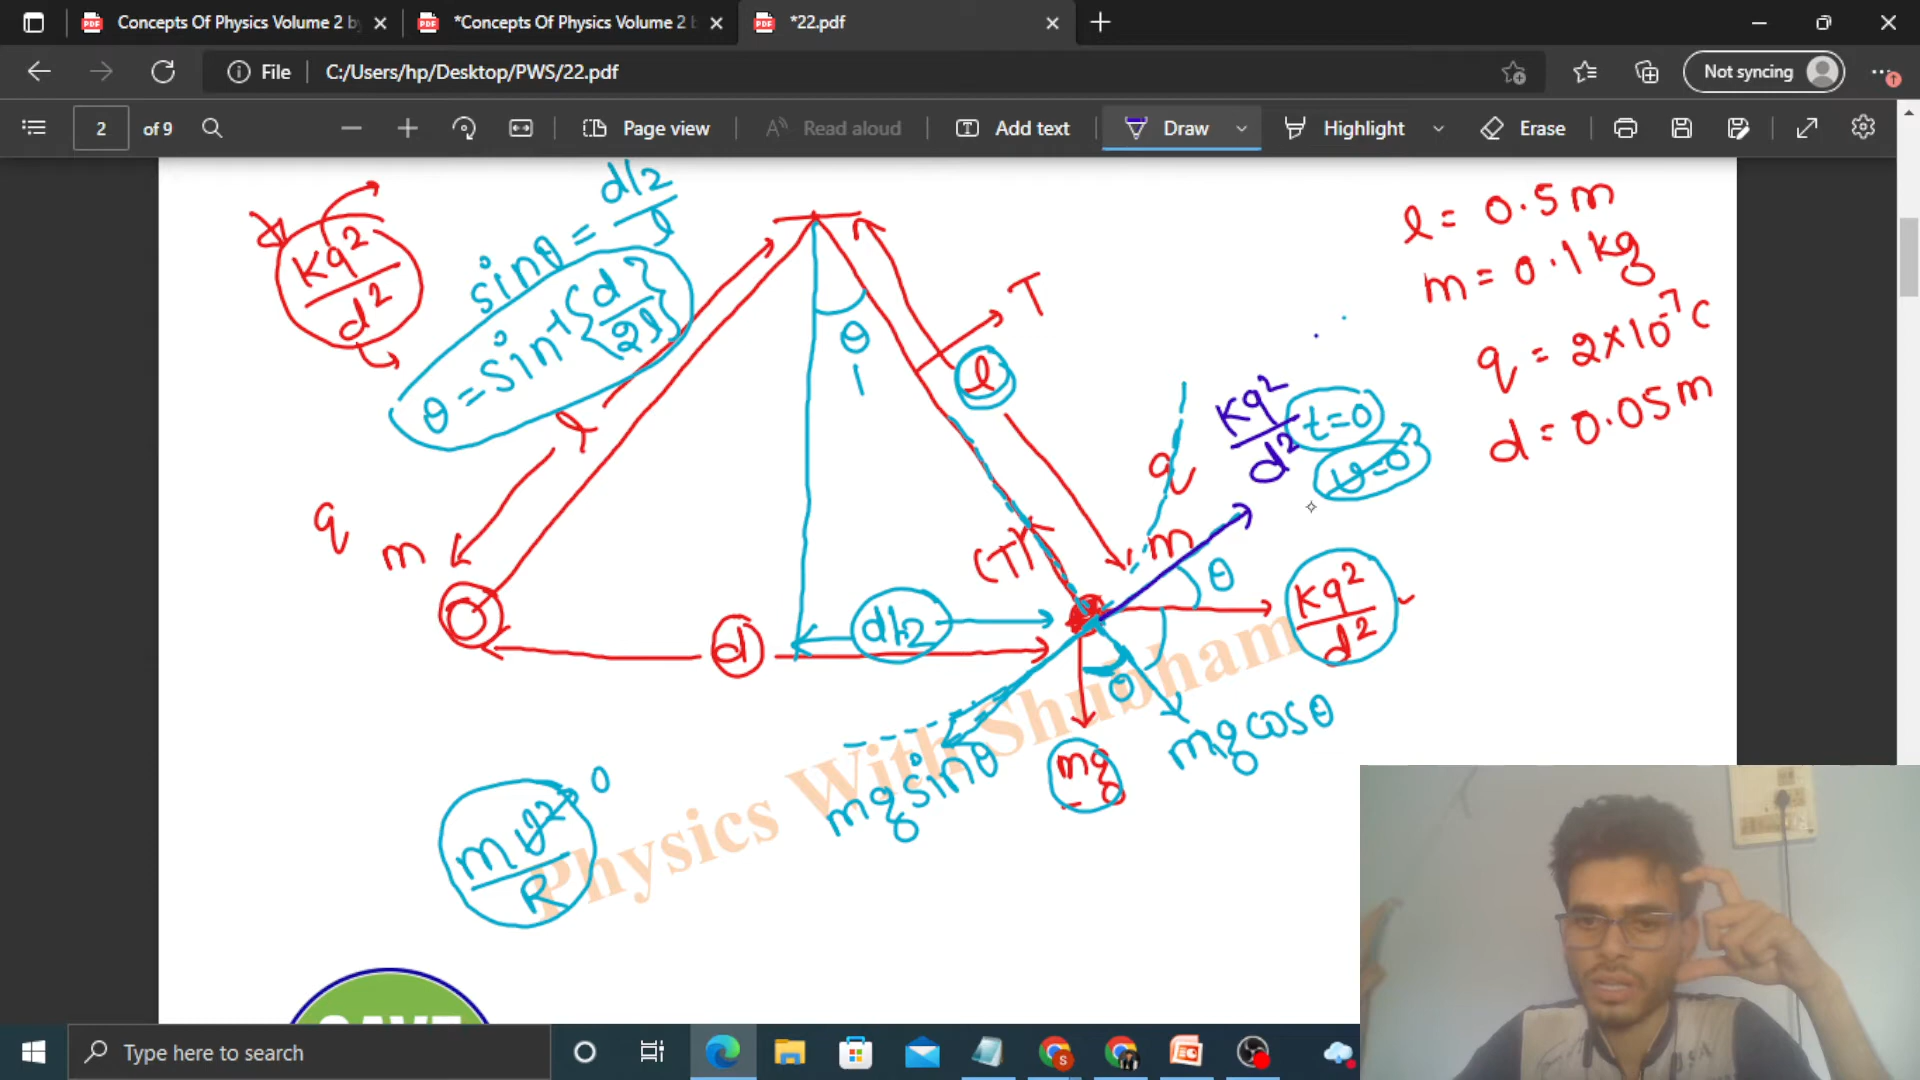 Concepts Of Physics Volume 2 by
*Concepts Of Physics Volume 2 b
*22.pdf
File
C:/Users/hp/Desktop/PWS/22.pdf
Not syncing
2 of 9
Page view
Read aloud
Add text
Draw
Highlight
Erase
Kq²/d²
sinθ = d/2 / l
θ = Sin⁻¹{d/2l}
l = 0.5 m
m = 0.1 kg
q = 2×10⁻⁷ C
d = 0.05 m
T
θ
l
l
Kq²/d²
t=0
v=0
q
m
q
m
(T)
θ
Kq²/d²
d/2
d
θ
mg cosθ
mg sinθ
mg
mv²/R
0
Physics With Shubham
SAVE
Type here to search